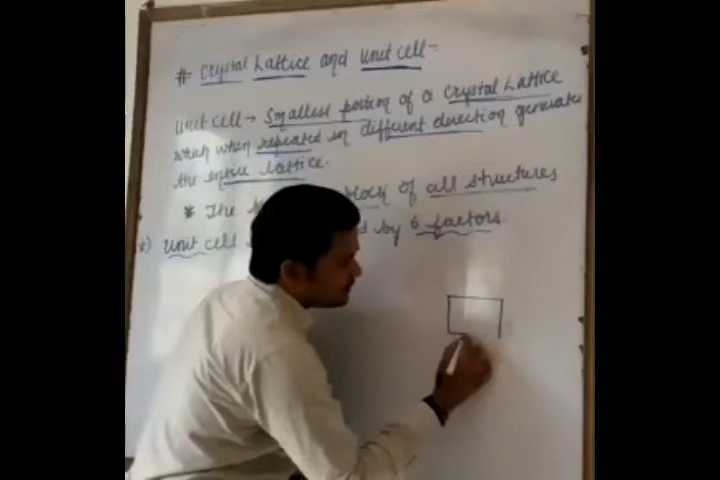 #- Crystal Lattice and Unit cell-
Unit cell → Smallest portion of a Crystal Lattice
which when repeated in different direction generates
the entire lattice.
* The block of all structures
Unit cell by 6 factors.